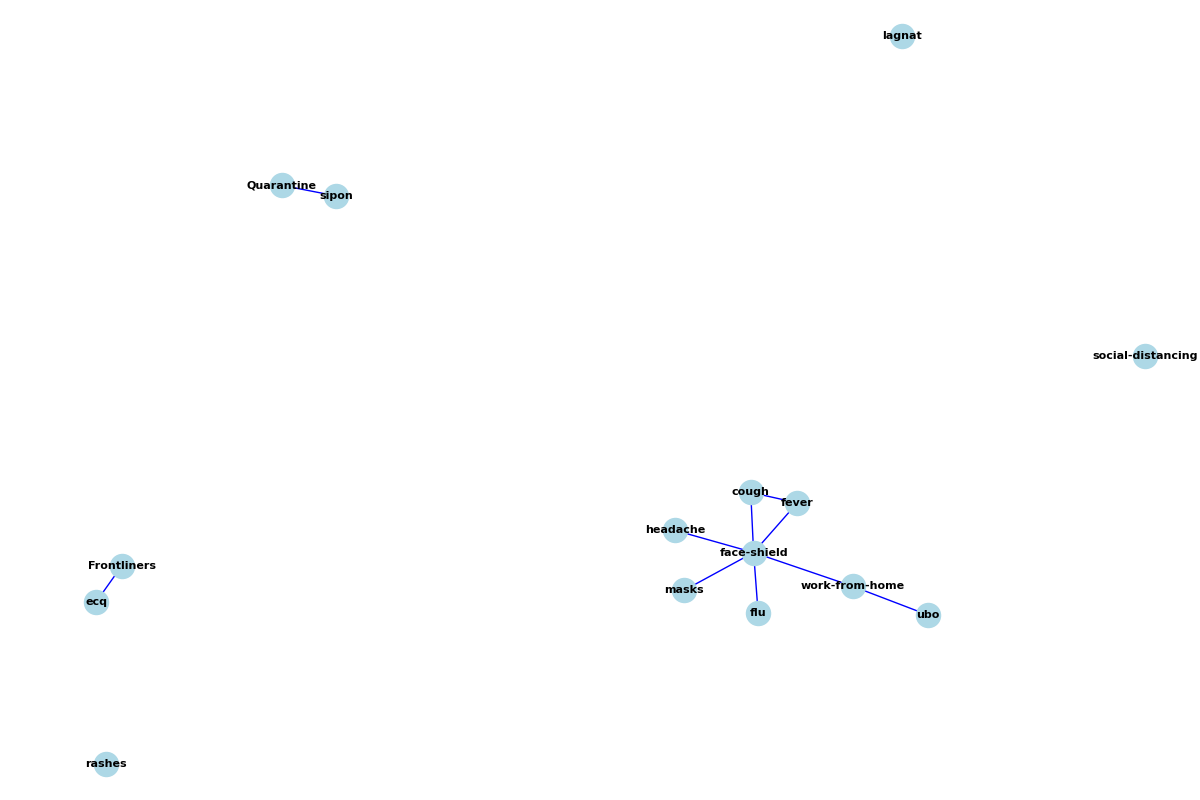 lagnat
Quarantine
sipon
social-distancing
cough
fever
headache
face-shield
Frontliners
work-from-home
masks
ecq
flu
ubo
rashes